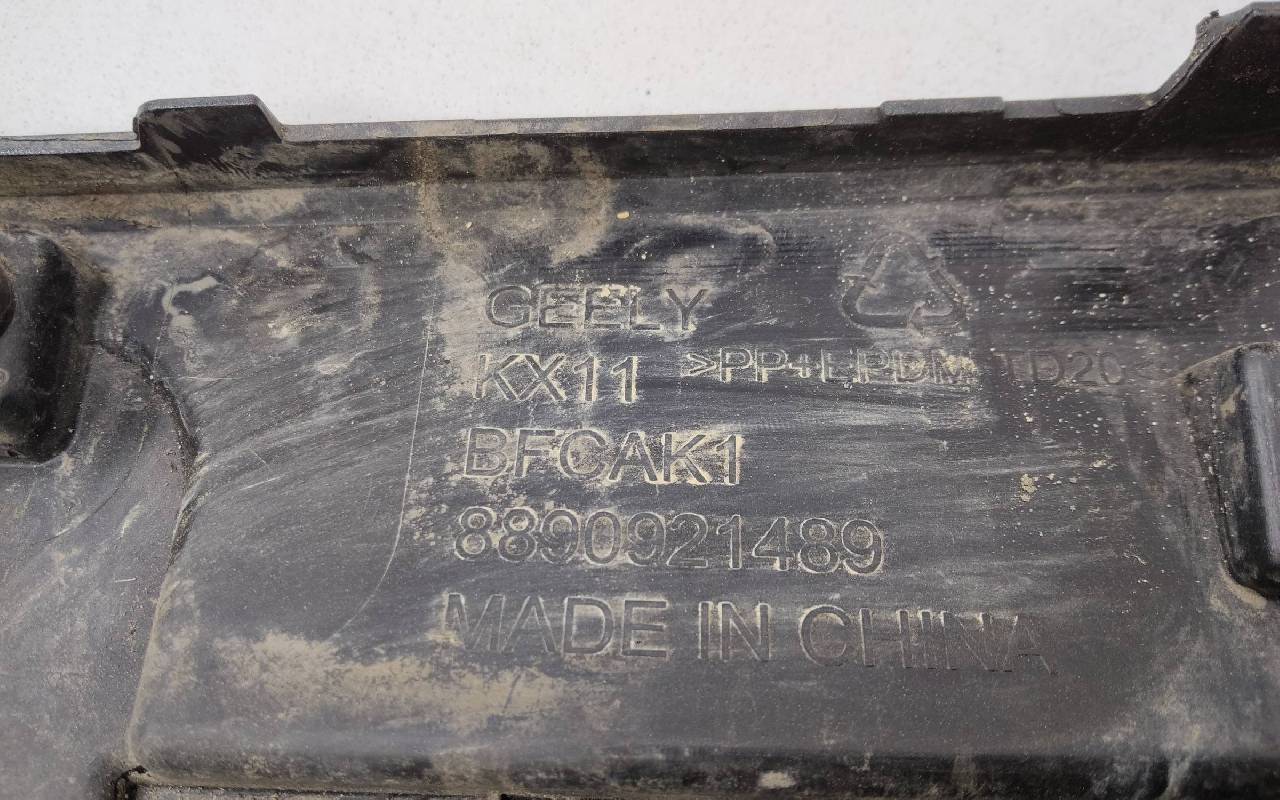 GEELY
KX11 >PP+EPDM-TD20<
BFCAK1
8890921489
MADE IN CHINA